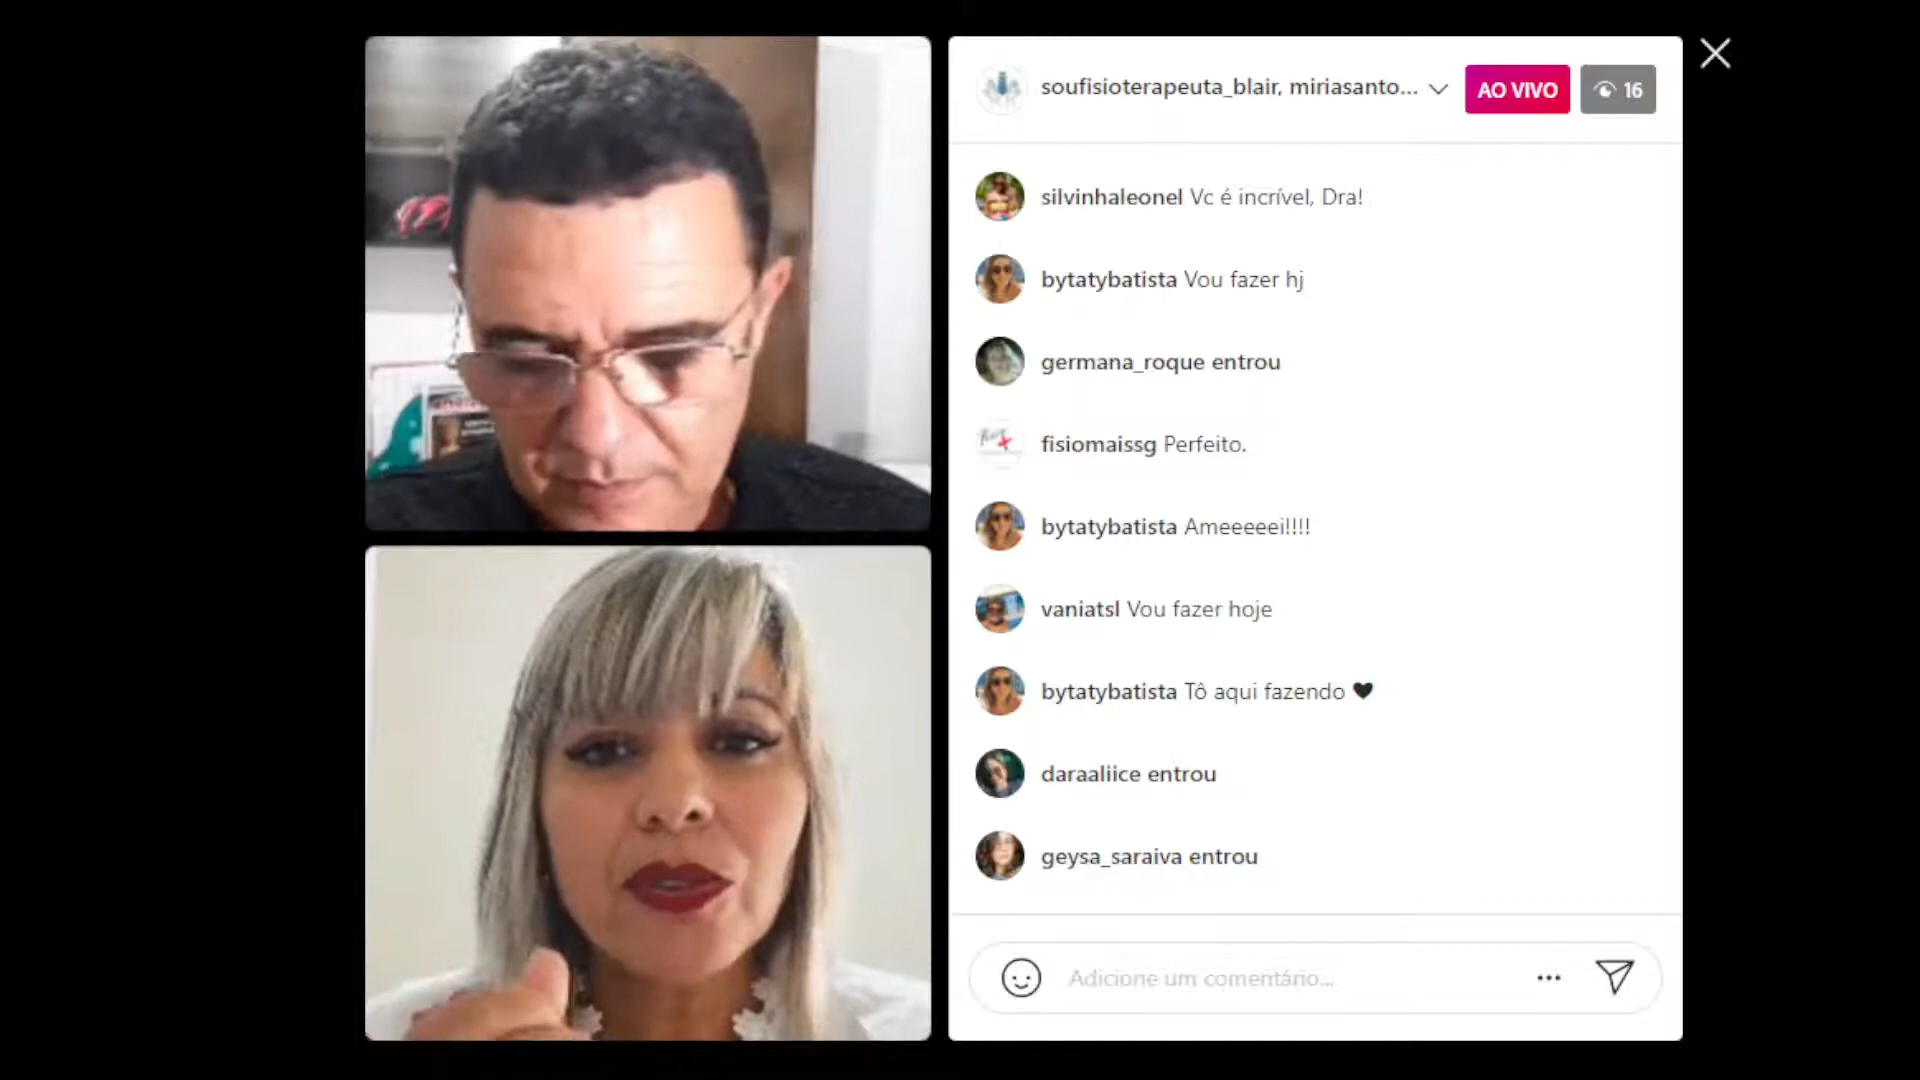 soufisioterapeuta_blair, miriasanto...
AO VIVO
16
silvinhaleonel Vc é incrível, Dra!
bytatybatista Vou fazer hj
germana_roque entrou
fisiomaissg Perfeito.
bytatybatista Ameeeeei!!!!
vaniatsl Vou fazer hoje
bytatybatista Tô aqui fazendo 🖤
daraaliice entrou
geysa_saraiva entrou
Adicione um comentário...